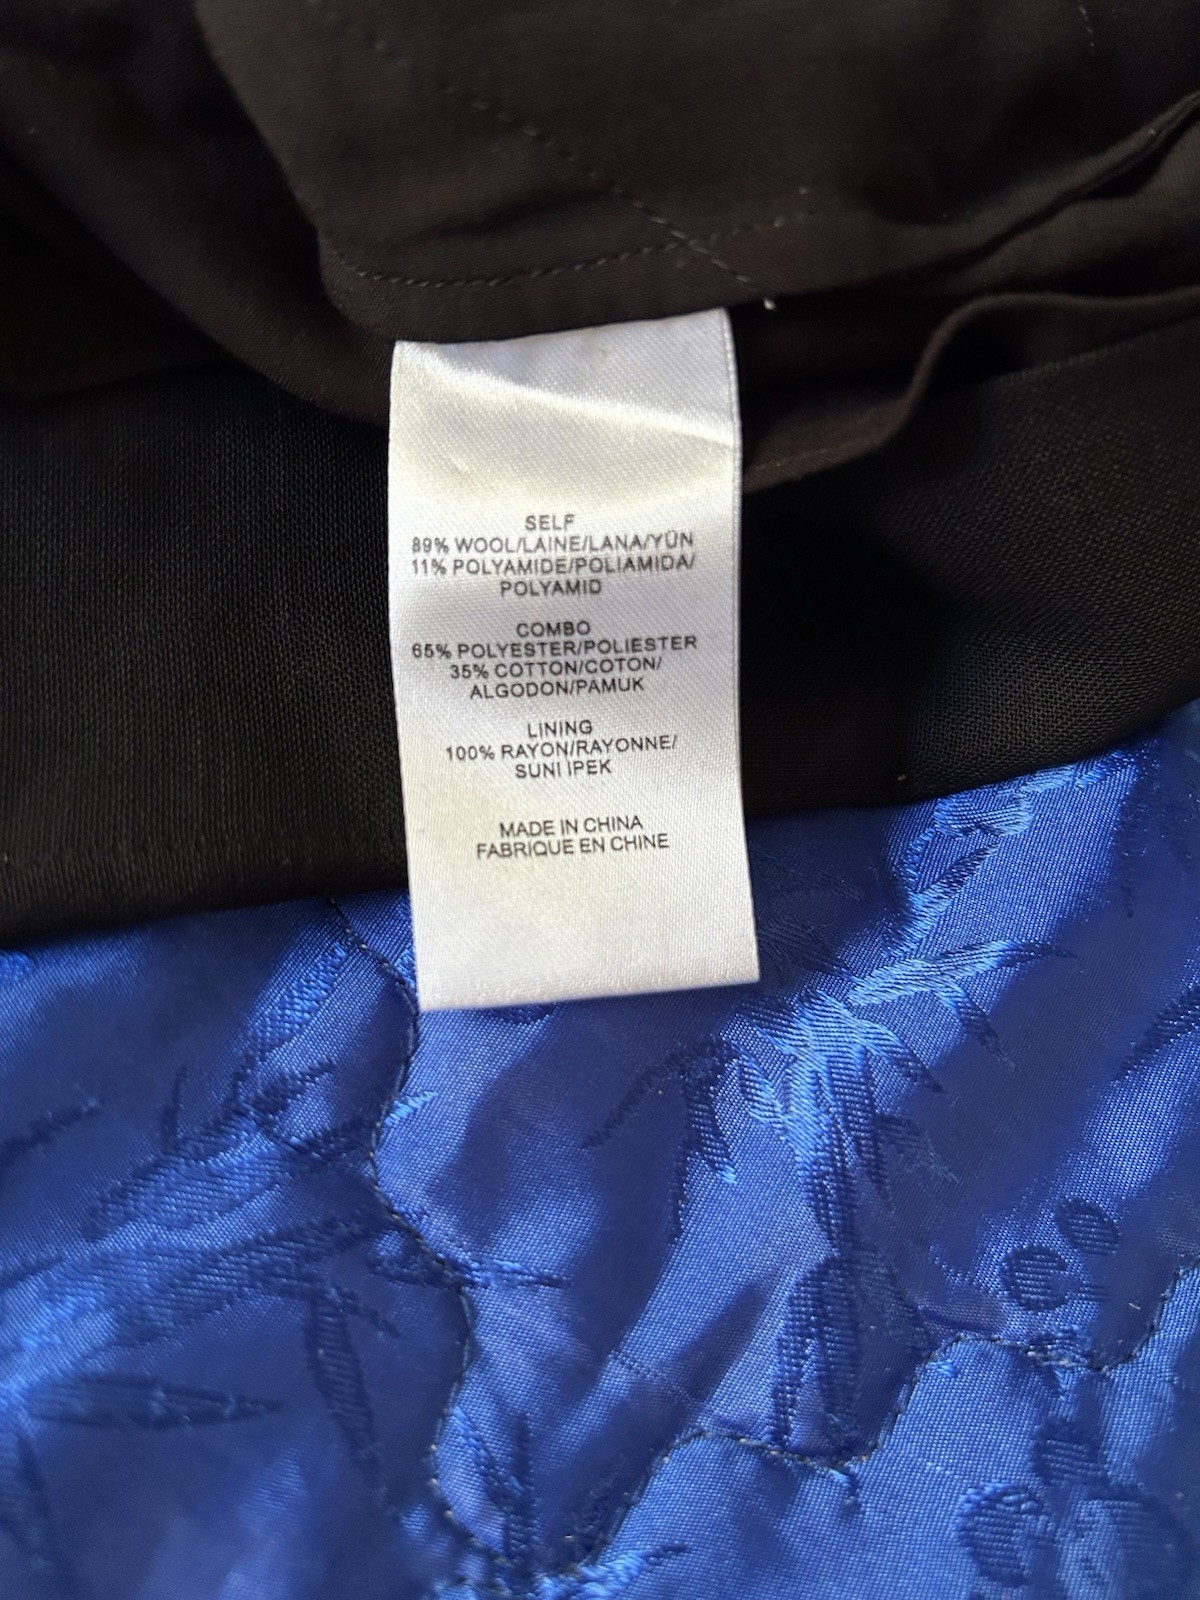 SELF
89% WOOL/LAINE/LANA/YÜN
11% POLYAMIDE/POLIAMIDA/
POLYAMID
COMBO
65% POLYESTER/POLIESTER
35% COTTON/COTON/
ALGODON/PAMUK
LINING
100% RAYON/RAYONNE/
SUNI IPEK
MADE IN CHINA
FABRIQUE EN CHINE